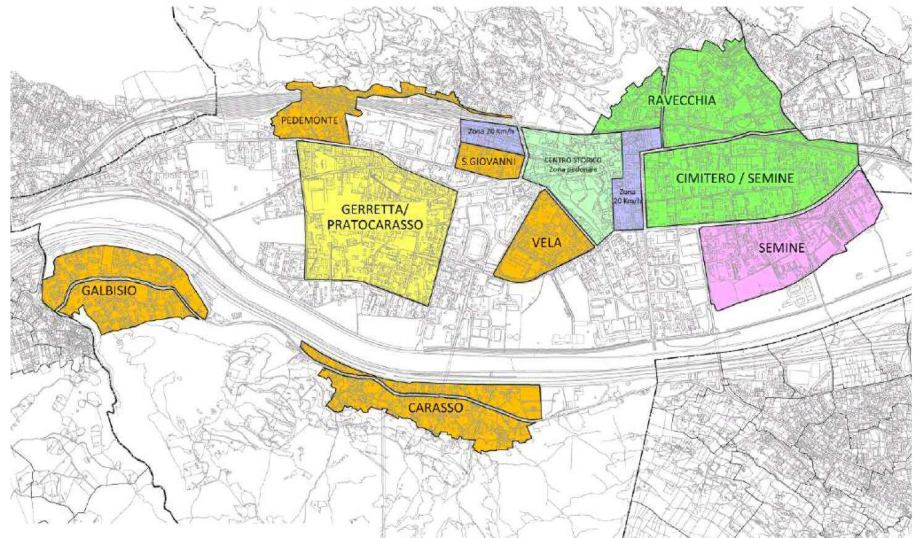 RAVECCHIA
PEDEMONTE
Zona 20 Km/h
S.GIOVANNI
CENTRO STORICO
Zona pedonale
CIMITERO / SEMINE
Zona
20 Km/h
GERRETTA/
PRATOCARASSO
VELA
SEMINE
GALBISIO
CARASSO